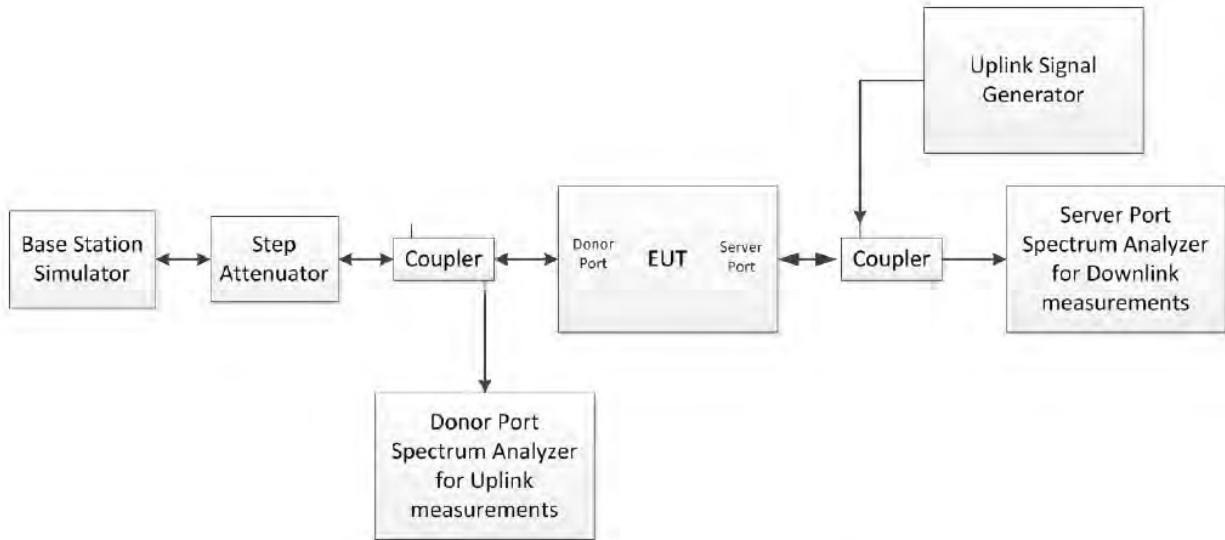 Uplink Signal
Generator
Base Station
Simulator
Step
Attenuator
Coupler
Donor
Port
EUT
Server
Port
Coupler
Server Port
Spectrum Analyzer
for Downlink
measurements
Donor Port
Spectrum Analyzer
for Uplink
measurements